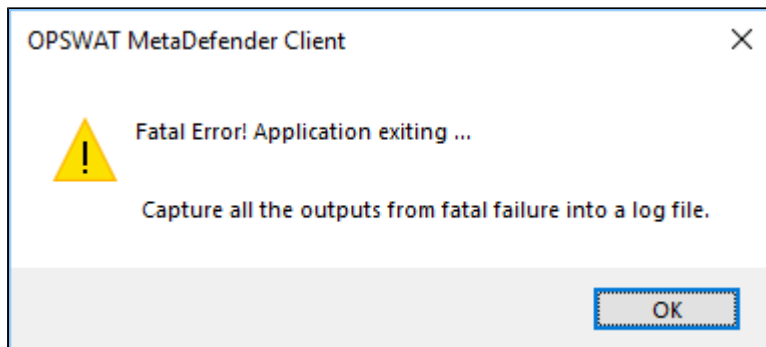 OPSWAT MetaDefender Client
Fatal Error! Application exiting ...
Capture all the outputs from fatal failure into a log file.
OK